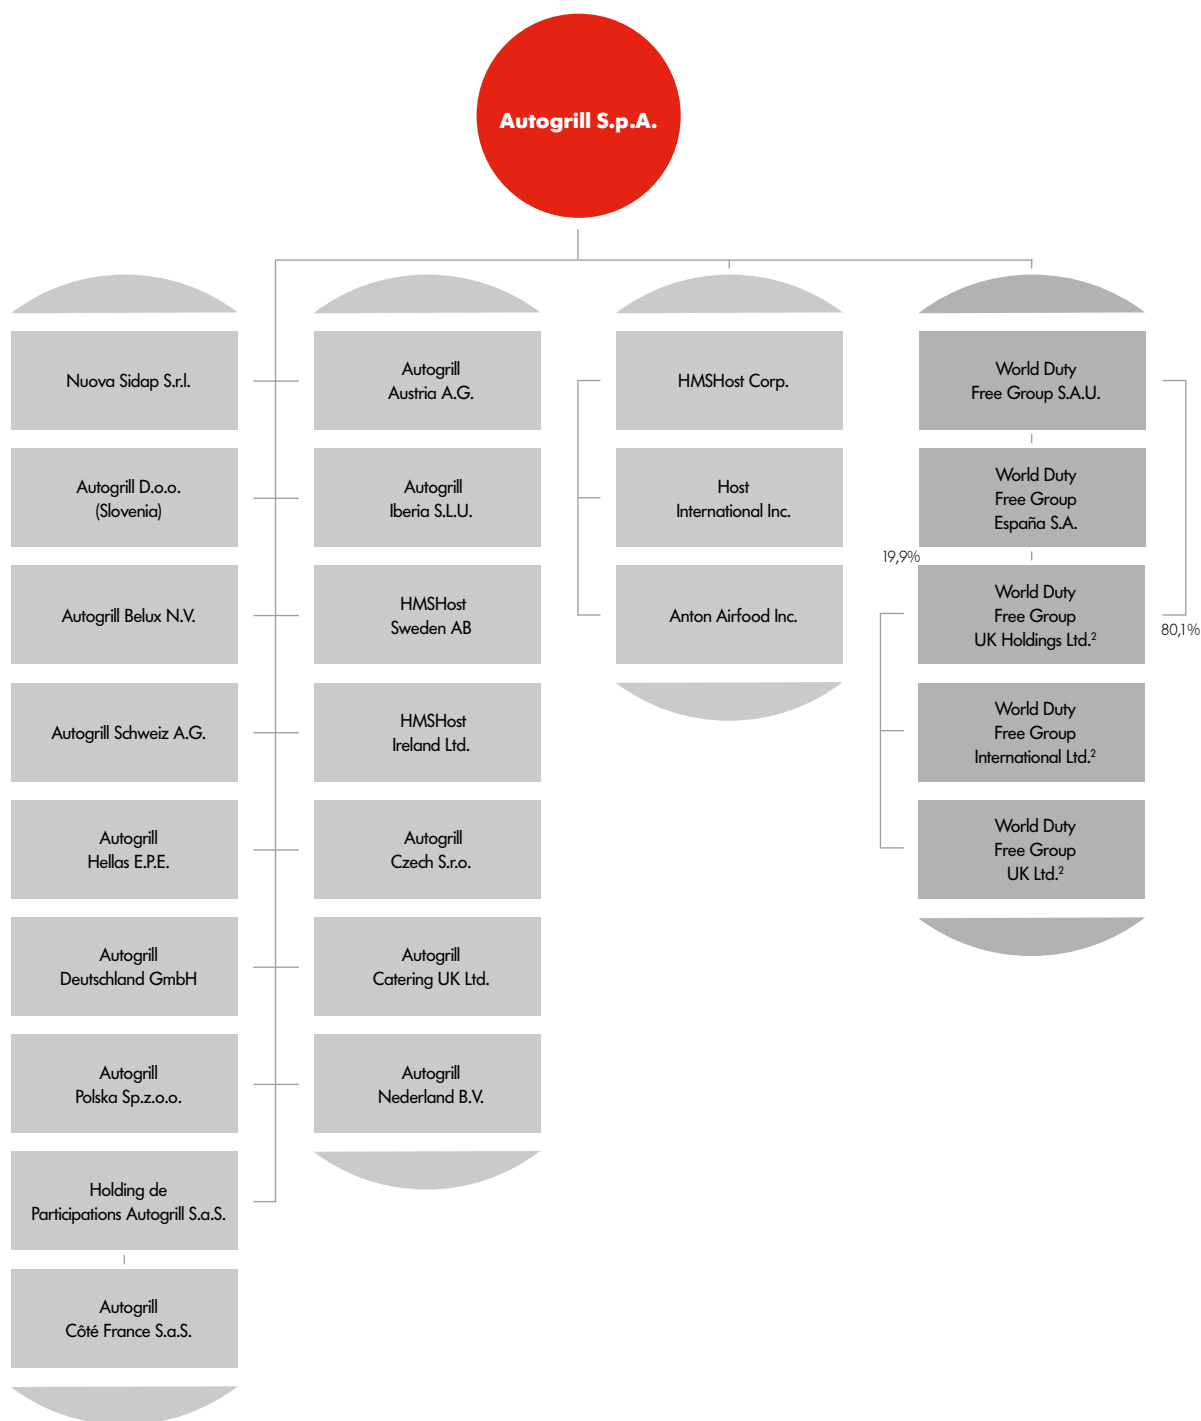 Autogrill S.p.A.
Nuova Sidap S.r.l.
Autogrill D.o.o.
(Slovenia)
Autogrill Belux N.V.
Autogrill Schweiz A.G.
Autogrill
Hellas E.P.E.
Autogrill
Deutschland GmbH
Autogrill
Polska Sp.z.o.o.
Holding de
Participations Autogrill S.a.S.
Autogrill
Côté France S.a.S.
Autogrill
Austria A.G.
Autogrill
Iberia S.L.U.
HMSHost
Sweden AB
HMSHost
Ireland Ltd.
Autogrill
Czech S.r.o.
Autogrill
Catering UK Ltd.
Autogrill
Nederland B.V.
HMSHost Corp.
Host
International Inc.
Anton Airfood Inc.
World Duty
Free Group S.A.U.
World Duty
Free Group
España S.A.
19,9%
World Duty
Free Group
UK Holdings Ltd.²
80,1%
World Duty
Free Group
International Ltd.²
World Duty
Free Group
UK Ltd.²